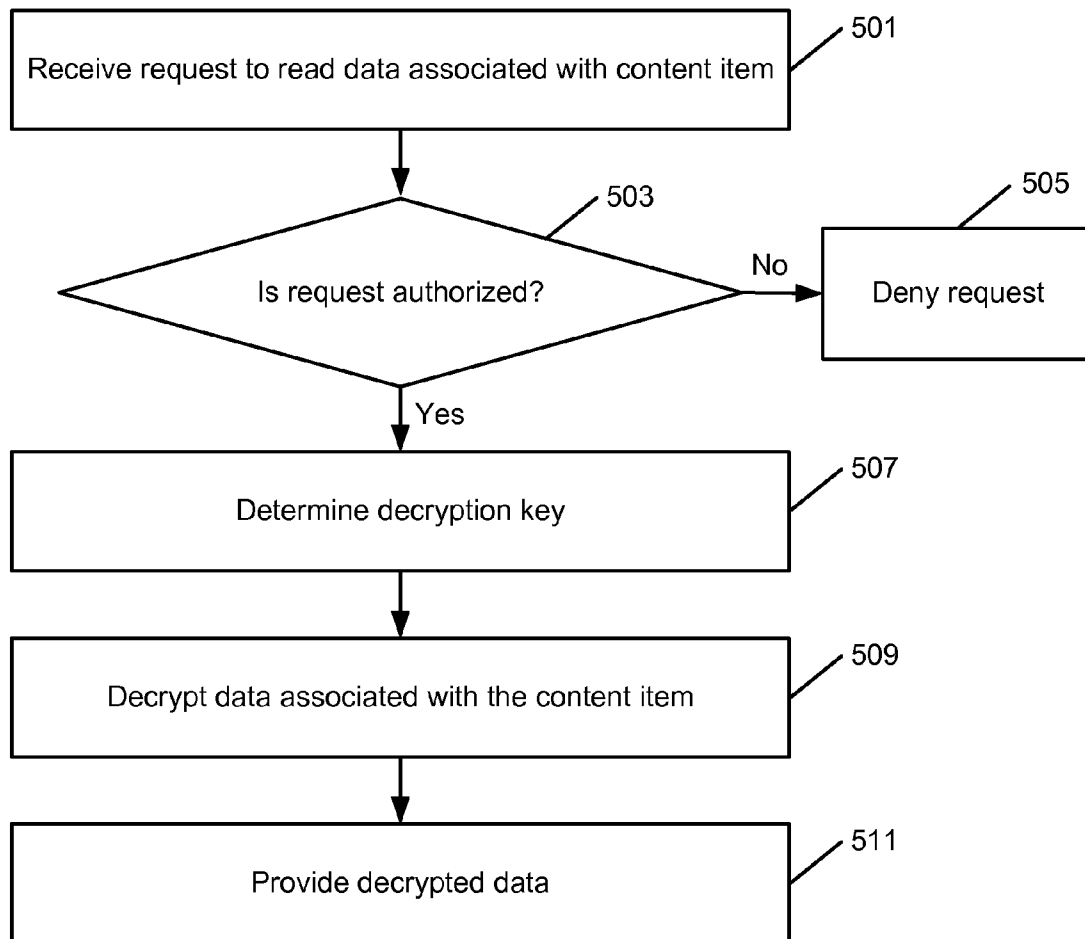 501
Receive request to read data associated with content item
503
505
Is request authorized?
No
Deny request
Yes
507
Determine decryption key
509
Decrypt data associated with the content item
511
Provide decrypted data